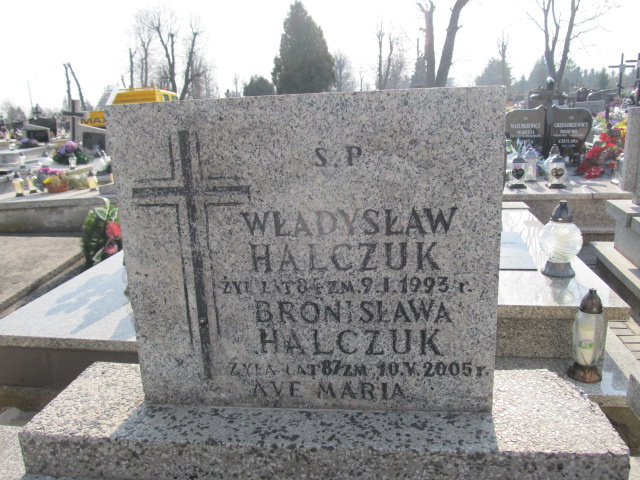 Ś. P.
WŁADYSŁAW
HALCZUK
ŻYŁ LAT 84 ZM. 9.I.1993 r.
BRONISŁAWA
HALCZUK
ŻYŁA LAT 87 ZM. 10.V.2005 r.
AVE MARIA